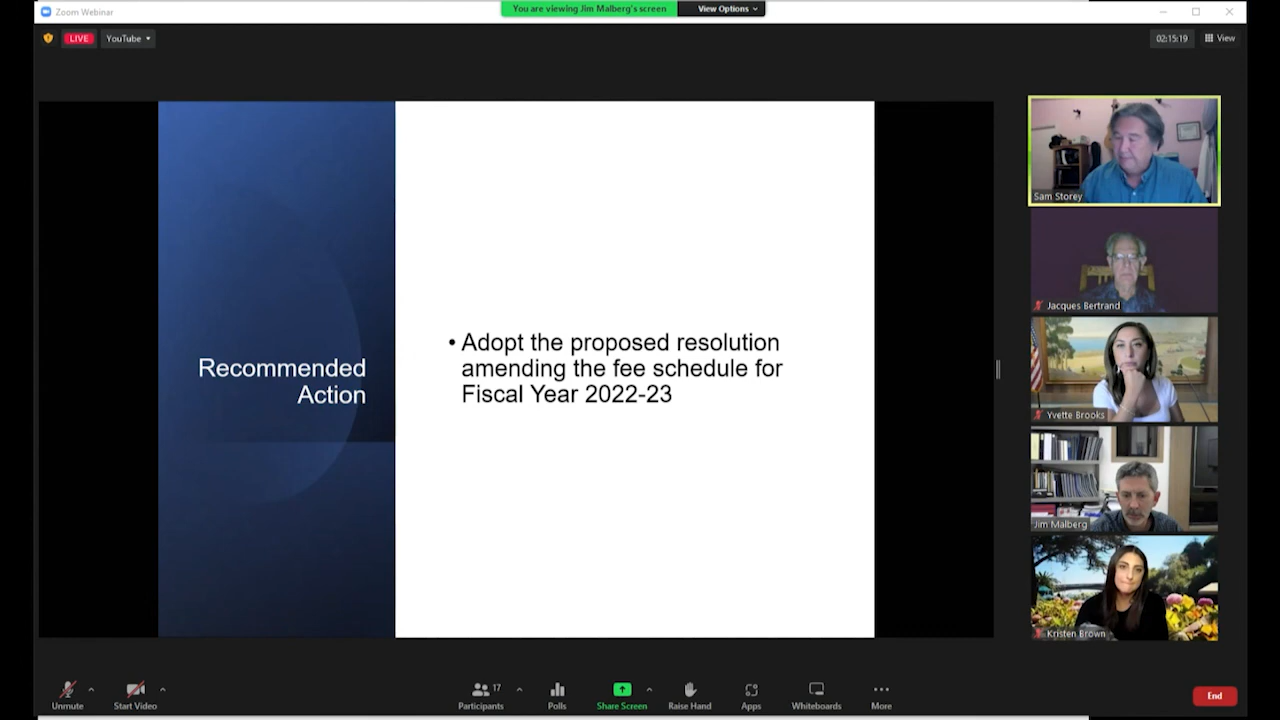 Zoom Webinar
You are viewing Jim Malberg's screen
View Options
LIVE
YouTube
02:15:19
View
Recommended
Action
• Adopt the proposed resolution
amending the fee schedule for
Fiscal Year 2022-23
Sam Storey
Jacques Bertrand
Yvette Brooks
Jim Malberg
Kristen Brown
Unmute
Start Video
17
Participants
Polls
Share Screen
Raise Hand
Apps
Whiteboards
More
End